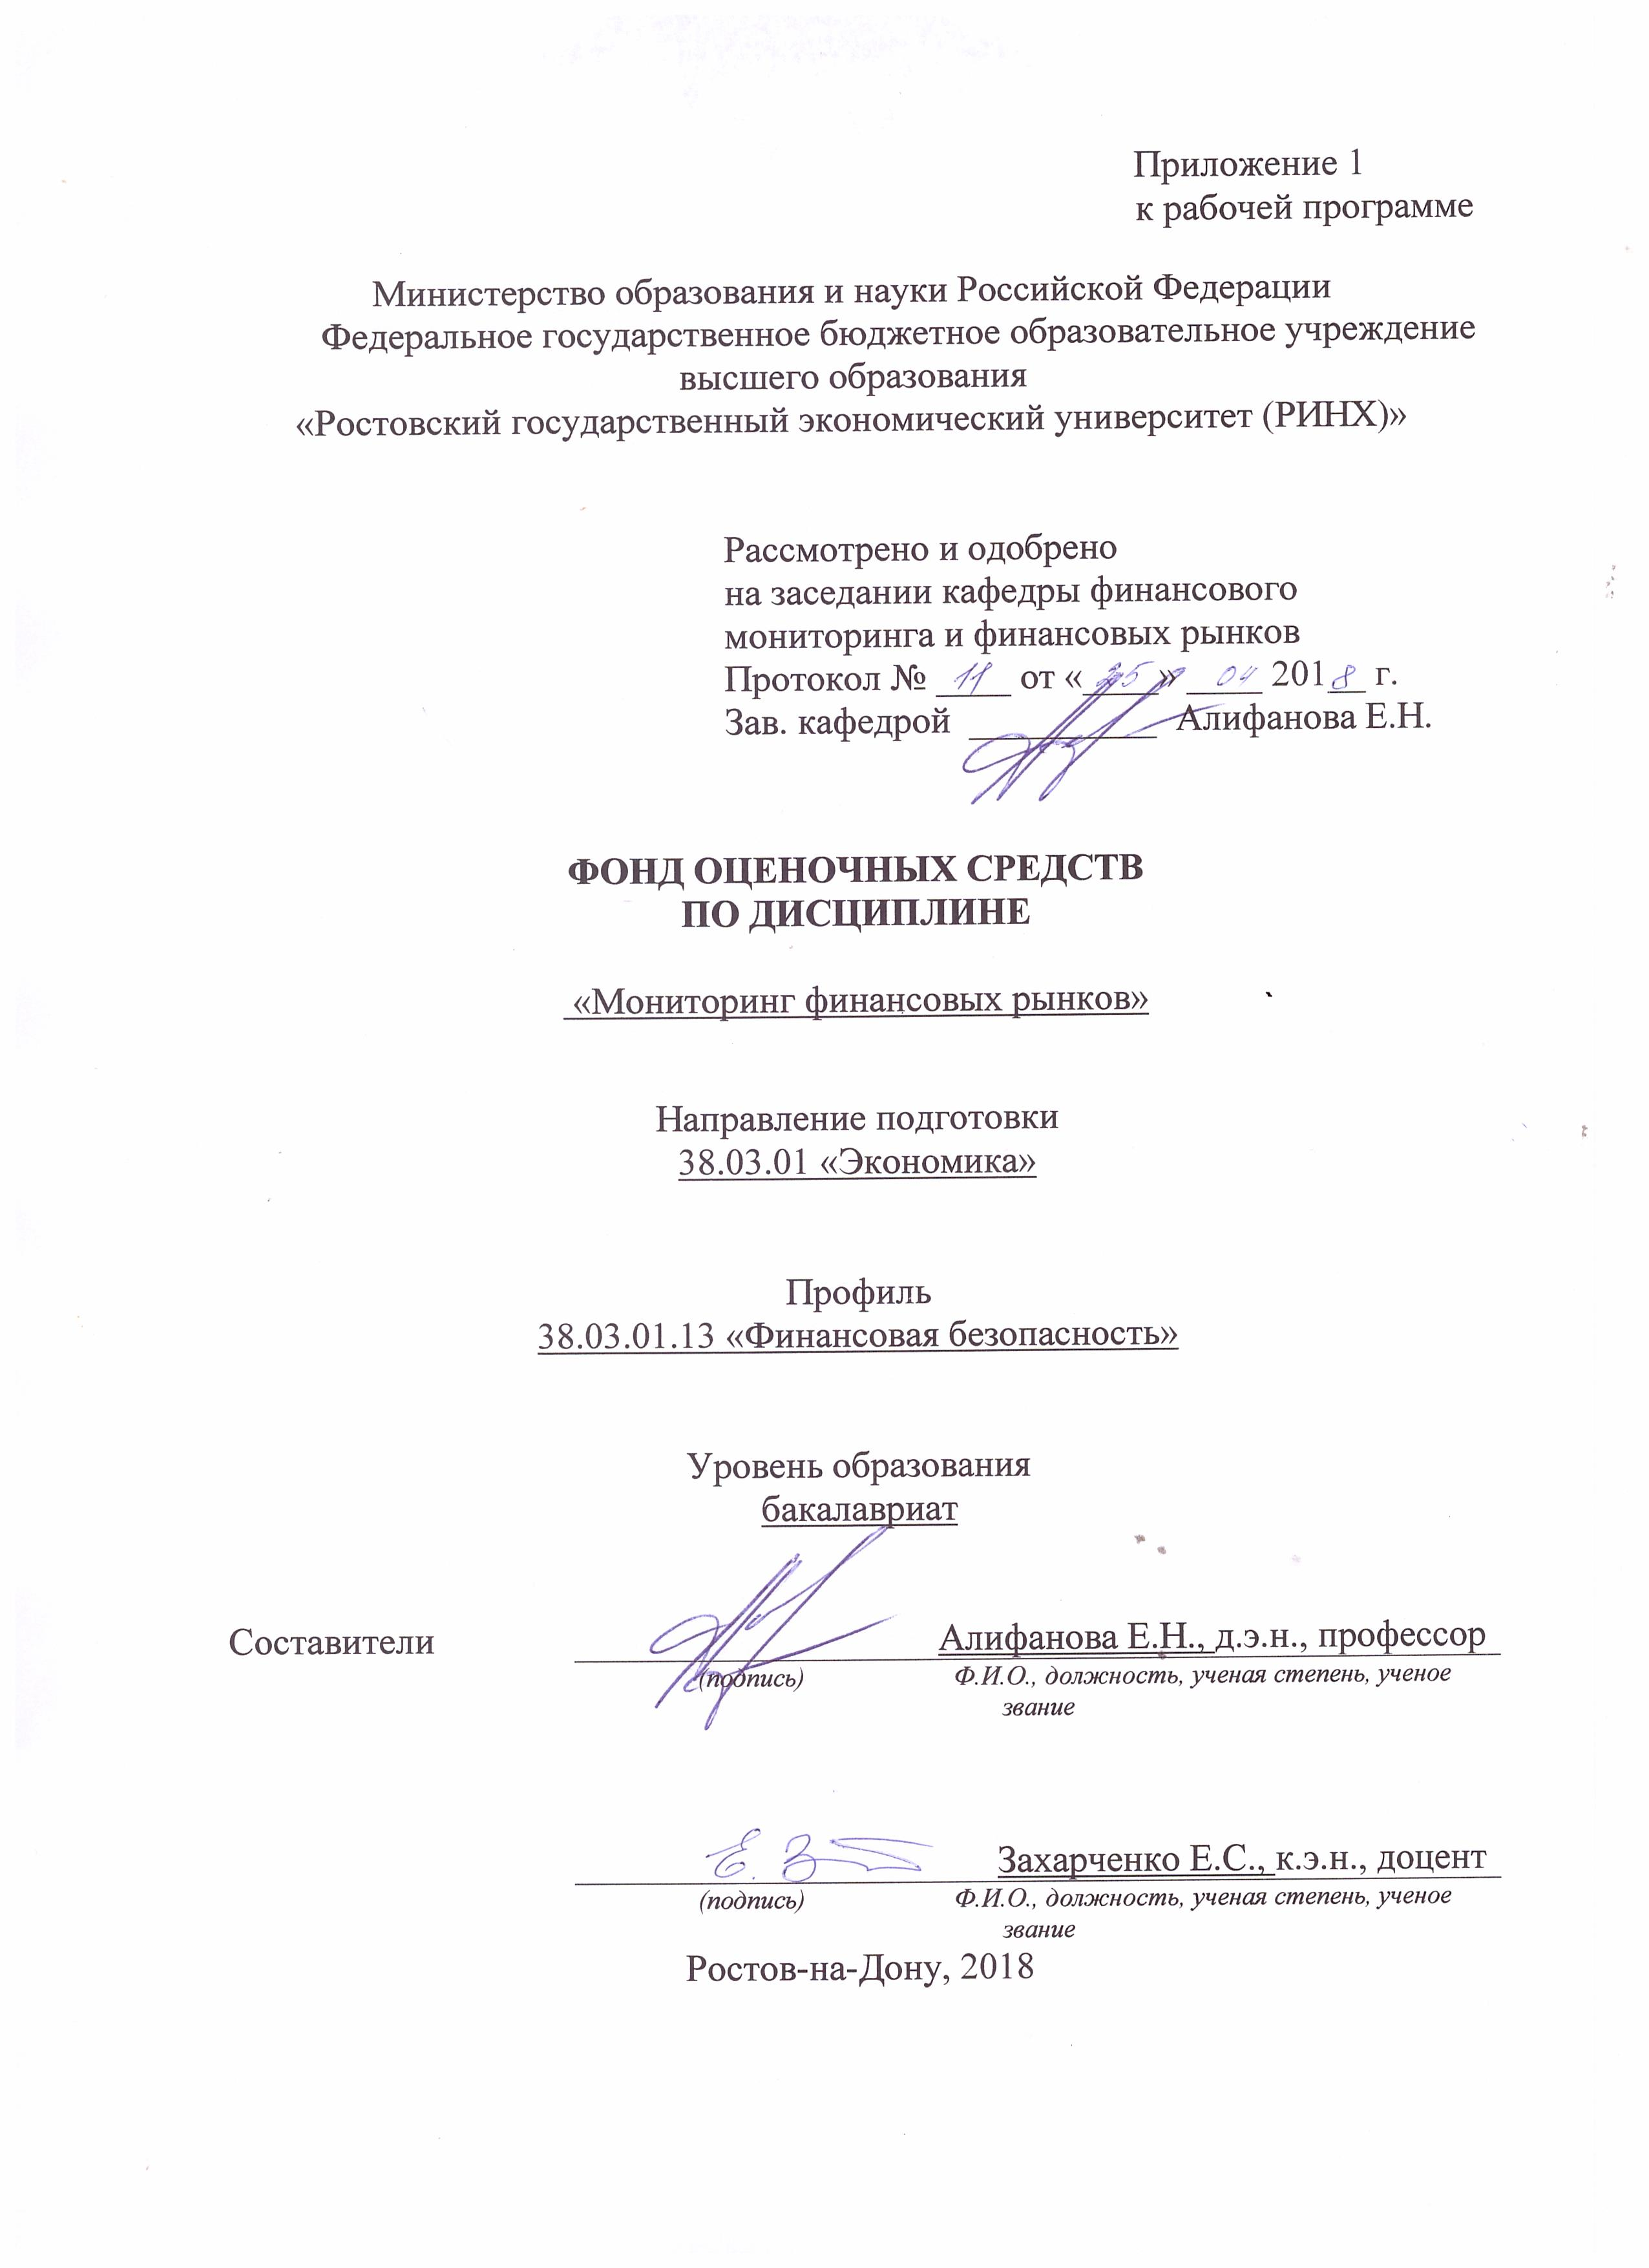 Приложение 1
к рабочей программе
Министерство образования и науки Российской Федерации
Федеральное государственное бюджетное образовательное учреждение
высшего образования
«Ростовский государственный экономический университет (РИНХ)»
Рассмотрено и одобрено
на заседании кафедры финансового
мониторинга и финансовых рынков
Протокол № 11 от «25» 04 2018 г.
Зав. кафедрой Алифанова Е.Н.
ФОНД ОЦЕНОЧНЫХ СРЕДСТВ
ПО ДИСЦИПЛИНЕ
«Мониторинг финансовых рынков»
Направление подготовки
38.03.01 «Экономика»
Профиль
38.03.01.13 «Финансовая безопасность»
Уровень образования
бакалавриат
Составители Алифанова Е.Н., д.э.н., профессор
(подпись) Ф.И.О., должность, ученая степень, ученое
звание
Е. З Захарченко Е.С., к.э.н., доцент
(подпись) Ф.И.О., должность, ученая степень, ученое
звание
Ростов-на-Дону, 2018